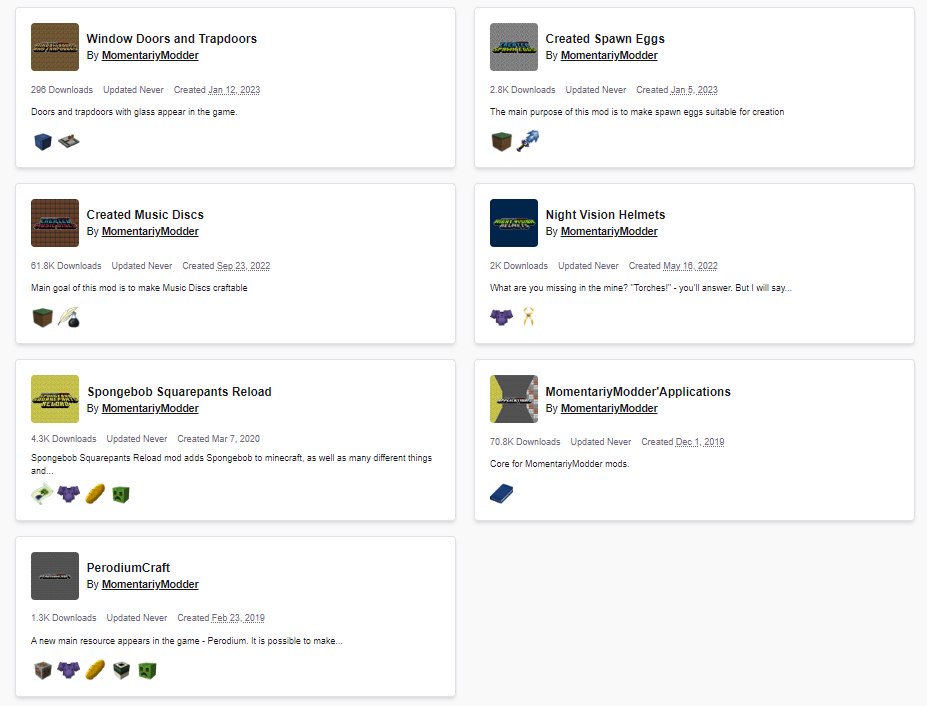 Window Doors and Trapdoors
By MomentariyModder
296 Downloads Updated Never Created Jan 12, 2023
Doors and trapdoors with glass appear in the game.
Created Spawn Eggs
By MomentariyModder
2.8K Downloads Updated Never Created Jan 5, 2023
The main purpose of this mod is to make spawn eggs suitable for creation
Created Music Discs
By MomentariyModder
61.8K Downloads Updated Never Created Sep 23, 2022
Main goal of this mod is to make Music Discs craftable
Night Vision Helmets
By MomentariyModder
2K Downloads Updated Never Created May 16, 2022
What are you missing in the mine? "Torches!" - you'll answer. But I will say...
Spongebob Squarepants Reload
By MomentariyModder
4.3K Downloads Updated Never Created Mar 7, 2020
Spongebob Squarepants Reload mod adds Spongebob to minecraft, as well as many different things
and...
MomentariyModder'Applications
By MomentariyModder
70.8K Downloads Updated Never Created Dec 1, 2019
Core for MomentariyModder mods.
PerodiumCraft
By MomentariyModder
1.3K Downloads Updated Never Created Feb 23, 2019
A new main resource appears in the game - Perodium. It is possible to make...